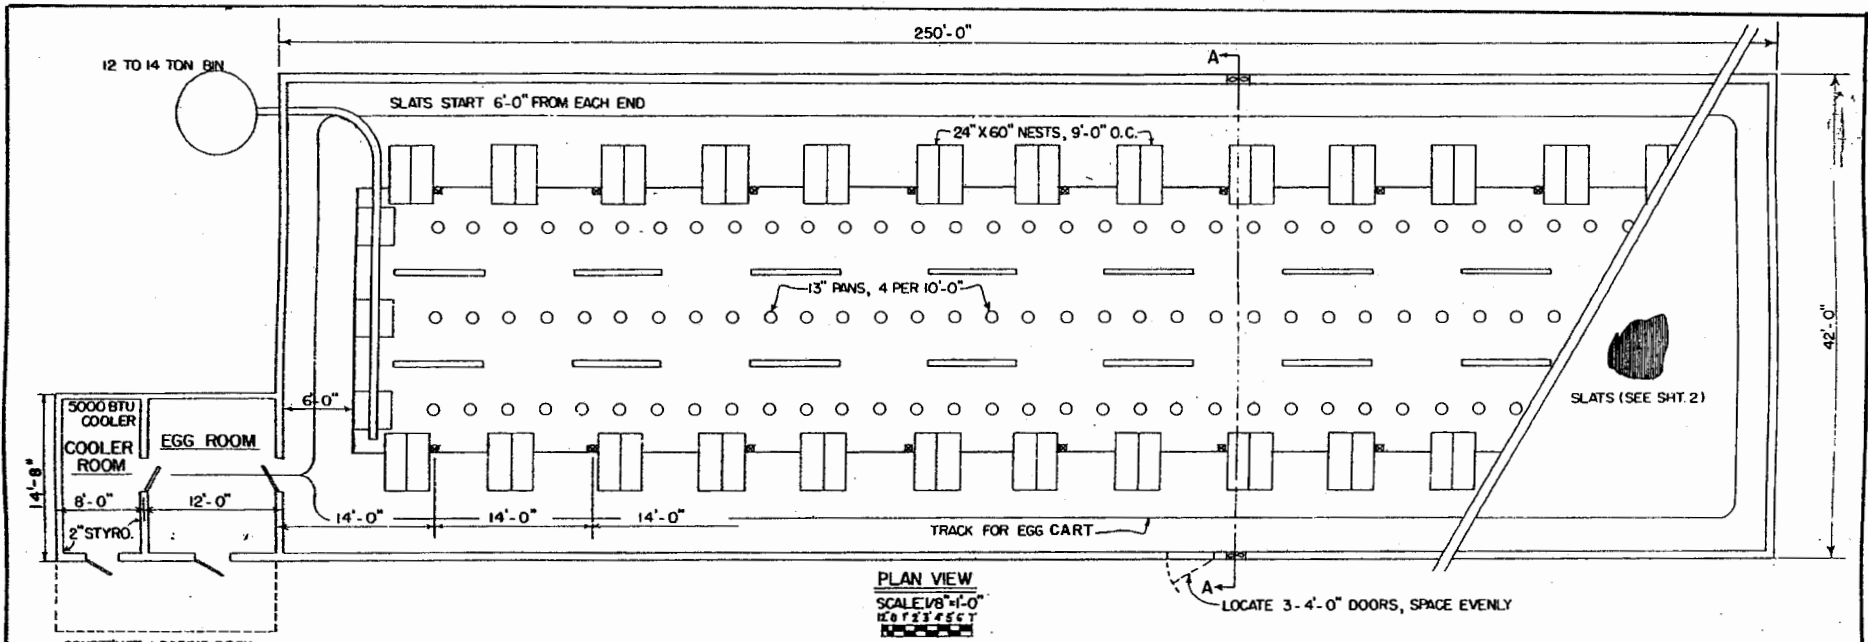 250'-0"
A
12 TO 14 TON BIN
SLATS START 6'-0" FROM EACH END
24" X 60" NESTS, 9'-0" O.C.
13" PANS, 4 PER 10'-0"
42'-0"
SLATS (SEE SHT. 2)
6'-0"
5000 BTU
COOLER
COOLER
ROOM
EGG ROOM
14'-8"
8'-0"
12'-0"
2" STYRO.
14'-0"
14'-0"
14'-0"
TRACK FOR EGG CART
PLAN VIEW
SCALE: 1/8"=1'-0"
A
LOCATE 3-4'-0" DOORS, SPACE EVENLY